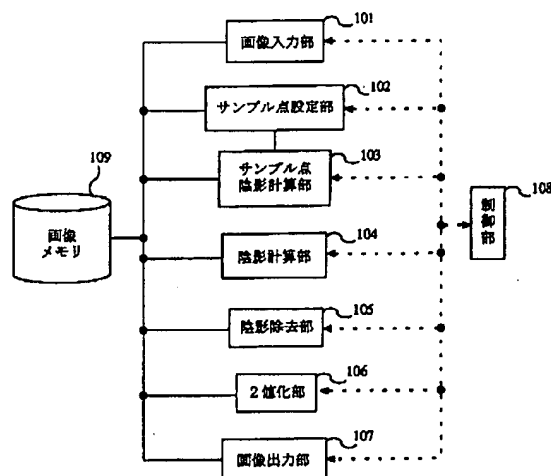 101
画像入力部
102
サンプル点設定部
109
サンプル点
陰影計算部
103
108
制御部
画像
メモリ
104
陰影計算部
105
陰影除去部
106
2値化部
107
画像出力部